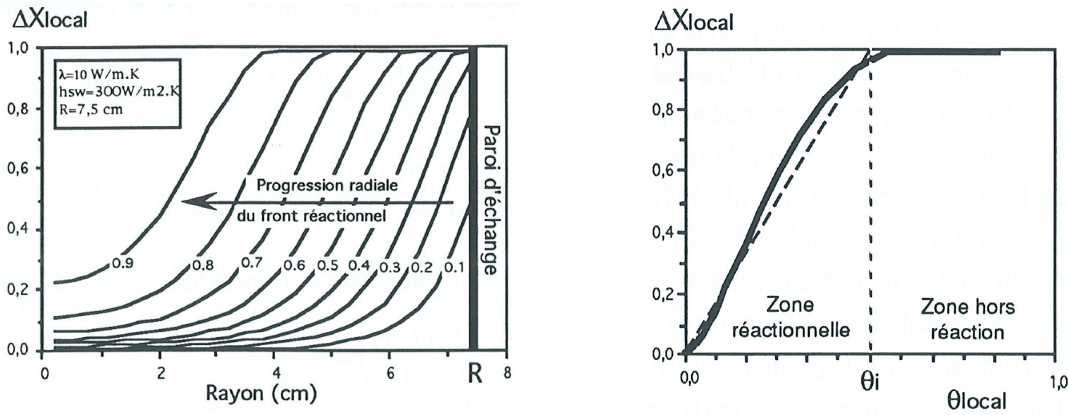 ΔXlocal
1,0
0,8
0,6
0,4
0,2
0,0
λ=10 W/m.K
hsw=300W/m2.K
R=7,5 cm
Progression radiale
du front réactionnel
0.9
0.8
0.7
0.6
0.5
0.4
0.3
0.2
0.1
Paroi d'échange
0
2
4
6
R
8
Rayon (cm)
ΔXlocal
1,0
0,8
0,6
0,4
0,2
0,0
Zone
réactionnelle
Zone hors
réaction
0,0
θi
1,0
θlocal